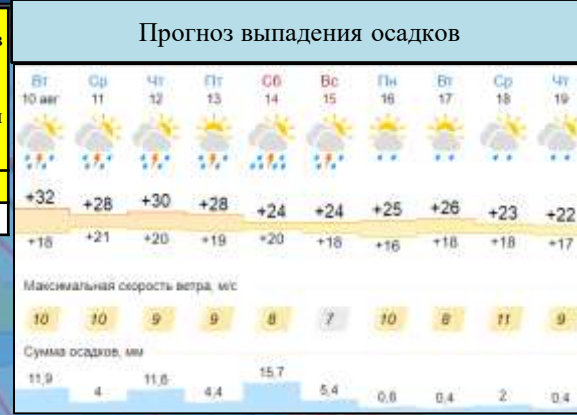 Прогноз выпадения осадков
Вт Ср Чт Пт Сб Вс Пн Вт Ср Чт
10 авг 11 12 13 14 15 16 17 18 19
+32 +28 +30 +28 +24 +24 +25 +26 +23 +22
+18 +21 +20 +19 +20 +18 +16 +18 +18 +17
Максимальная скорость ветра, м/с
10 10 9 9 8 7 10 8 11 9
Сумма осадков, мм
11,9 4 11,6 4,4 15,7 5,4 0,6 0,4 2 0,4